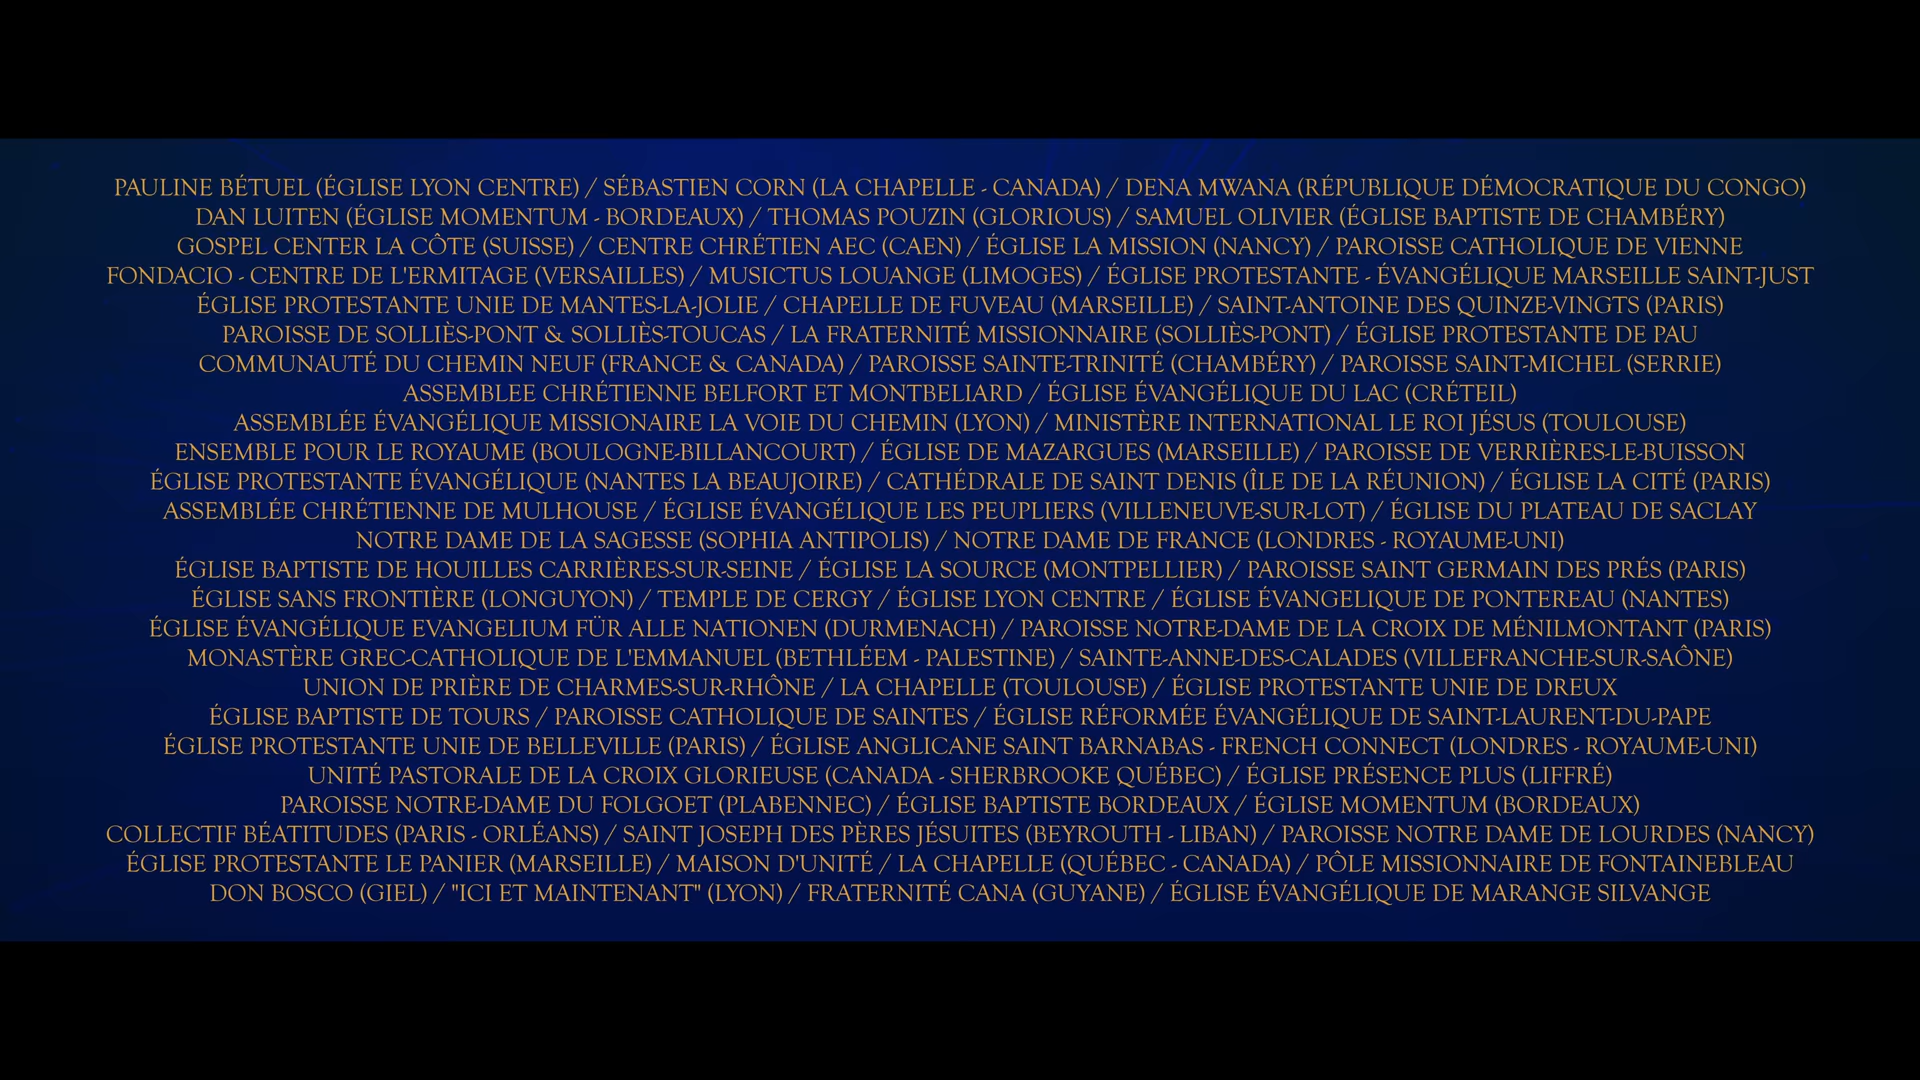 PAULINE BÉTUEL (ÉGLISE LYON CENTRE) / SÉBASTIEN CORN (LA CHAPELLE - CANADA) / DENA MWANA (RÉPUBLIQUE DÉMOCRATIQUE DU CONGO)
DAN LUITEN (ÉGLISE MOMENTUM - BORDEAUX) / THOMAS POUZIN (GLORIOUS) / SAMUEL OLIVIER (ÉGLISE BAPTISTE DE CHAMBÉRY)
GOSPEL CENTER LA CÔTE (SUISSE) / CENTRE CHRÉTIEN AEC (CAEN) / ÉGLISE LA MISSION (NANCY) / PAROISSE CATHOLIQUE DE VIENNE
FONDACIO - CENTRE DE L'ERMITAGE (VERSAILLES) / MUSICTUS LOUANGE (LIMOGES) / ÉGLISE PROTESTANTE - ÉVANGÉLIQUE MARSEILLE SAINT-JUST
ÉGLISE PROTESTANTE UNIE DE MANTES-LA-JOLIE / CHAPELLE DE FUVEAU (MARSEILLE) / SAINT-ANTOINE DES QUINZE-VINGTS (PARIS)
PAROISSE DE SOLLIÈS-PONT & SOLLIÈS-TOUCAS / LA FRATERNITÉ MISSIONNAIRE (SOLLIÈS-PONT) / ÉGLISE PROTESTANTE DE PAU
COMMUNAUTÉ DU CHEMIN NEUF (FRANCE & CANADA) / PAROISSE SAINTE-TRINITÉ (CHAMBÉRY) / PAROISSE SAINT-MICHEL (SERRIE)
ASSEMBLEE CHRÉTIENNE BELFORT ET MONTBELIARD / ÉGLISE ÉVANGÉLIQUE DU LAC (CRÉTEIL)
ASSEMBLÉE ÉVANGÉLIQUE MISSIONAIRE LA VOIE DU CHEMIN (LYON) / MINISTÈRE INTERNATIONAL LE ROI JÉSUS (TOULOUSE)
ENSEMBLE POUR LE ROYAUME (BOULOGNE-BILLANCOURT) / ÉGLISE DE MAZARGUES (MARSEILLE) / PAROISSE DE VERRIÈRES-LE-BUISSON
ÉGLISE PROTESTANTE ÉVANGÉLIQUE (NANTES LA BEAUJOIRE) / CATHÉDRALE DE SAINT DENIS (ÎLE DE LA RÉUNION) / ÉGLISE LA CITÉ (PARIS)
ASSEMBLÉE CHRÉTIENNE DE MULHOUSE / ÉGLISE ÉVANGÉLIQUE LES PEUPLIERS (VILLENEUVE-SUR-LOT) / ÉGLISE DU PLATEAU DE SACLAY
NOTRE DAME DE LA SAGESSE (SOPHIA ANTIPOLIS) / NOTRE DAME DE FRANCE (LONDRES - ROYAUME-UNI)
ÉGLISE BAPTISTE DE HOUILLES CARRIÈRES-SUR-SEINE / ÉGLISE LA SOURCE (MONTPELLIER) / PAROISSE SAINT GERMAIN DES PRÉS (PARIS)
ÉGLISE SANS FRONTIÈRE (LONGUYON) / TEMPLE DE CERGY / ÉGLISE LYON CENTRE / ÉGLISE ÉVANGELIQUE DE PONTEREAU (NANTES)
ÉGLISE ÉVANGÉLIQUE EVANGELIUM FÜR ALLE NATIONEN (DURMENACH) / PAROISSE NOTRE-DAME DE LA CROIX DE MÉNILMONTANT (PARIS)
MONASTÈRE GREC-CATHOLIQUE DE L'EMMANUEL (BETHLÉEM - PALESTINE) / SAINTE-ANNE-DES-CALADES (VILLEFRANCHE-SUR-SAÔNE)
UNION DE PRIÈRE DE CHARMES-SUR-RHÔNE / LA CHAPELLE (TOULOUSE) / ÉGLISE PROTESTANTE UNIE DE DREUX
ÉGLISE BAPTISTE DE TOURS / PAROISSE CATHOLIQUE DE SAINTES / ÉGLISE RÉFORMÉE ÉVANGÉLIQUE DE SAINT-LAURENT-DU-PAPE
ÉGLISE PROTESTANTE UNIE DE BELLEVILLE (PARIS) / ÉGLISE ANGLICANE SAINT BARNABAS - FRENCH CONNECT (LONDRES - ROYAUME-UNI)
UNITÉ PASTORALE DE LA CROIX GLORIEUSE (CANADA - SHERBROOKE QUÉBEC) / ÉGLISE PRÉSENCE PLUS (LIFFRÉ)
PAROISSE NOTRE-DAME DU FOLGOET (PLABENNEC) / ÉGLISE BAPTISTE BORDEAUX / ÉGLISE MOMENTUM (BORDEAUX)
COLLECTIF BÉATITUDES (PARIS - ORLÉANS) / SAINT JOSEPH DES PÈRES JÉSUITES (BEYROUTH - LIBAN) / PAROISSE NOTRE DAME DE LOURDES (NANCY)
ÉGLISE PROTESTANTE LE PANIER (MARSEILLE) / MAISON D'UNITÉ / LA CHAPELLE (QUÉBEC - CANADA) / PÔLE MISSIONNAIRE DE FONTAINEBLEAU
DON BOSCO (GIEL) / "ICI ET MAINTENANT" (LYON) / FRATERNITÉ CANA (GUYANE) / ÉGLISE ÉVANGÉLIQUE DE MARANGE SILVANGE